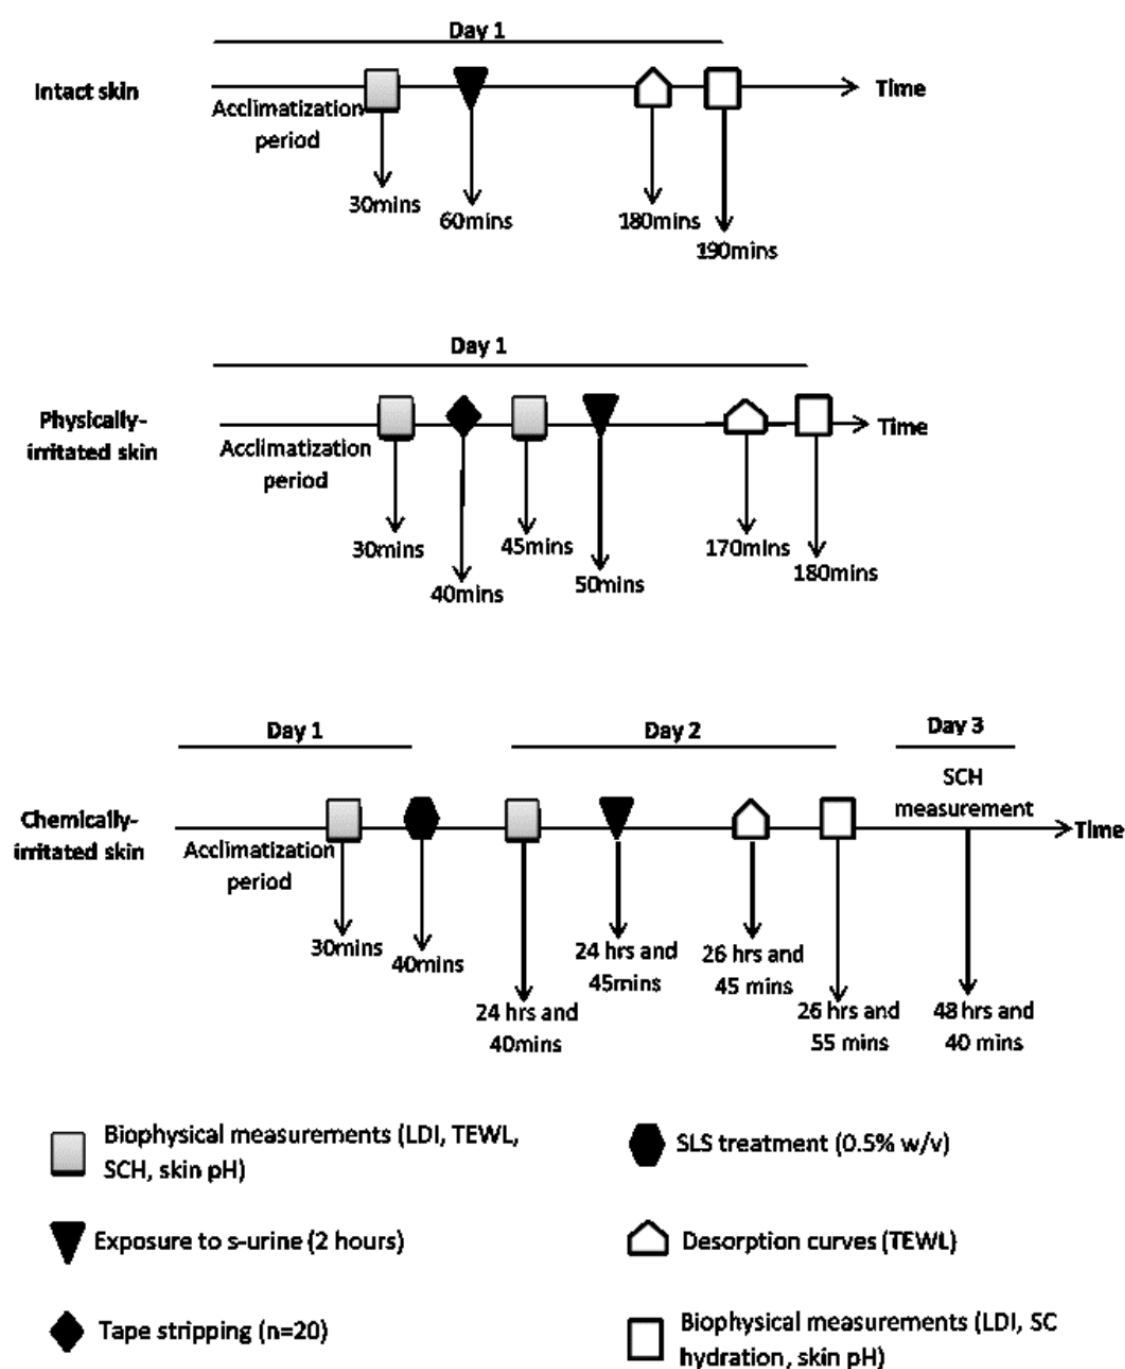 Day 1
Intact skin
Time
Acclimatization
period
30mins
60mins
180mins
190mins
Day 1
Physically-
irritated skin
Time
Acclimatization
period
30mins
40mins
45mins
50mins
170mins
180mins
Day 1
Day 2
Day 3
SCH
measurement
Chemically-
irritated skin
Time
Acclimatization
period
30mins
40mins
24 hrs and
40mins
24 hrs and
45mins
26 hrs and
45 mins
26 hrs and
55 mins
48 hrs and
40 mins
Biophysical measurements (LDI, TEWL,
SCH, skin pH)
SLS treatment (0.5% w/v)
Exposure to s-urine (2 hours)
Desorption curves (TEWL)
Tape stripping (n=20)
Biophysical measurements (LDI, SC
hydration, skin pH)